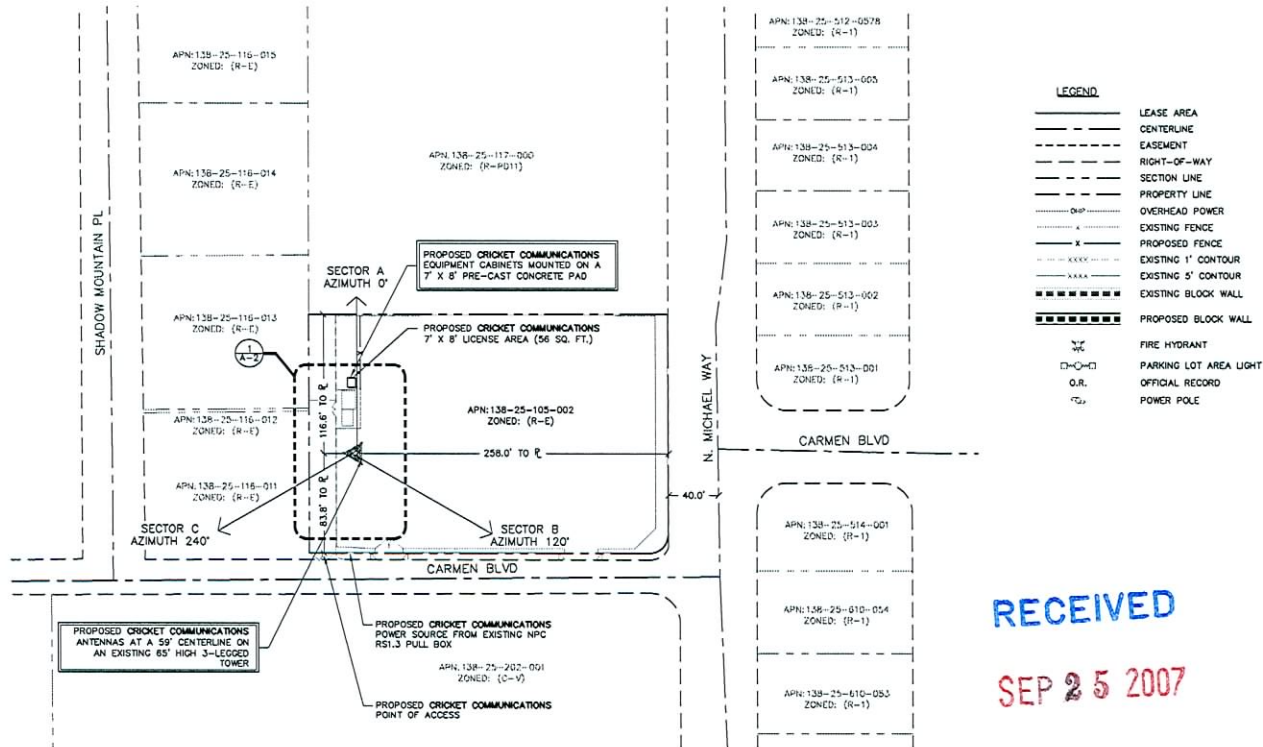 APN:138-25-116-015
ZONED: (R-E)
APN:138-25-116-014
ZONED: (R-E)
APN:138-25-116-013
ZONED: (R-E)
APN:138-25-116-012
ZONED: (R-E)
APN:138-25-116-011
ZONED: (R-E)
SHADOW MOUNTAIN PL
APN:138-25-117-000
ZONED: (R-PD11)
PROPOSED CRICKET COMMUNICATIONS
EQUIPMENT CABINETS MOUNTED ON A
7' X 8' PRE-CAST CONCRETE PAD
SECTOR A
AZIMUTH 0°
PROPOSED CRICKET COMMUNICATIONS
7' X 8' LICENSE AREA (56 SQ. FT.)
1
A-2
116.6' TO PL
83.8' TO PL
APN:138-25-105-002
ZONED: (R-E)
258.0' TO PL
40.0'
SECTOR C
AZIMUTH 240°
SECTOR B
AZIMUTH 120°
CARMEN BLVD
N. MICHAEL WAY
CARMEN BLVD
PROPOSED CRICKET COMMUNICATIONS
ANTENNAS AT A 59' CENTERLINE ON
AN EXISTING 65' HIGH 3-LEGGED
TOWER
PROPOSED CRICKET COMMUNICATIONS
POWER SOURCE FROM EXISTING NPC
RS1.3 PULL BOX
APN:138-25-202-001
ZONED: (C-V)
PROPOSED CRICKET COMMUNICATIONS
POINT OF ACCESS
APN:138-25-512-0578
ZONED: (R-1)
APN:138-25-513-005
ZONED: (R-1)
APN:138-25-513-004
ZONED: (R-1)
APN:138-25-513-003
ZONED: (R-1)
APN:138-25-513-002
ZONED: (R-1)
APN:138-25-513-001
ZONED: (R-1)
APN:138-25-514-001
ZONED: (R-1)
APN:138-25-610-054
ZONED: (R-1)
APN:138-25-610-053
ZONED: (R-1)
LEGEND
LEASE AREA
CENTERLINE
EASEMENT
RIGHT-OF-WAY
SECTION LINE
PROPERTY LINE
OHP OVERHEAD POWER
X EXISTING FENCE
X PROPOSED FENCE
XXXX EXISTING 1' CONTOUR
XXXX EXISTING 5' CONTOUR
EXISTING BLOCK WALL
PROPOSED BLOCK WALL
FIRE HYDRANT
PARKING LOT AREA LIGHT
O.R. OFFICIAL RECORD
POWER POLE
RECEIVED
SEP 25 2007